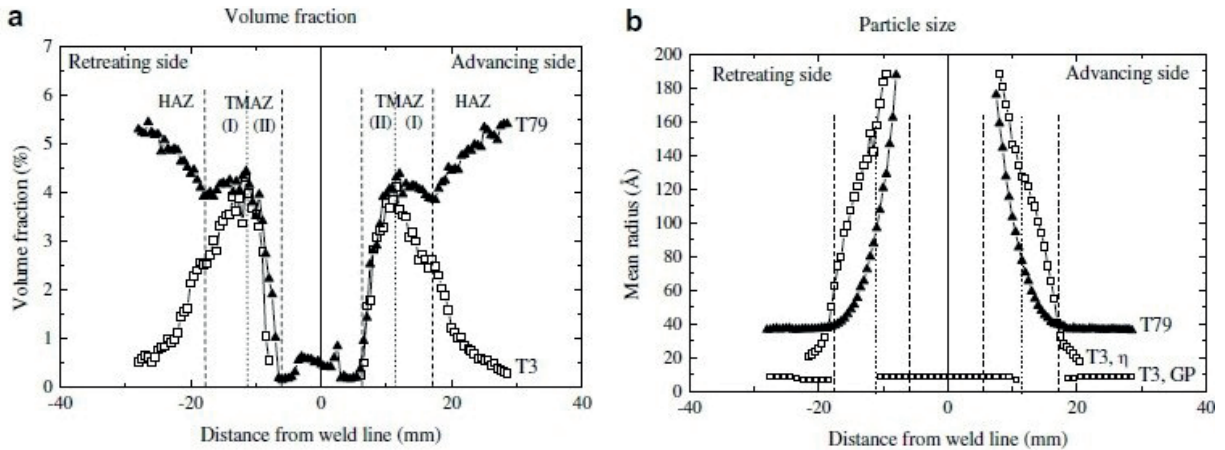 a
Volume fraction
7
6
5
4
3
2
1
0
Volume fraction (%)
Retreating side
Advancing side
HAZ
TMAZ
(I)
(II)
TMAZ
(II)
(I)
HAZ
T79
T3
-40
-20
0
20
40
Distance from weld line (mm)
b
Particle size
200
180
160
140
120
100
80
60
40
20
0
Mean radius (Å)
Retreating side
Advancing side
T79
T3, η
T3, GP
-40
-20
0
20
40
Distance from weld line (mm)